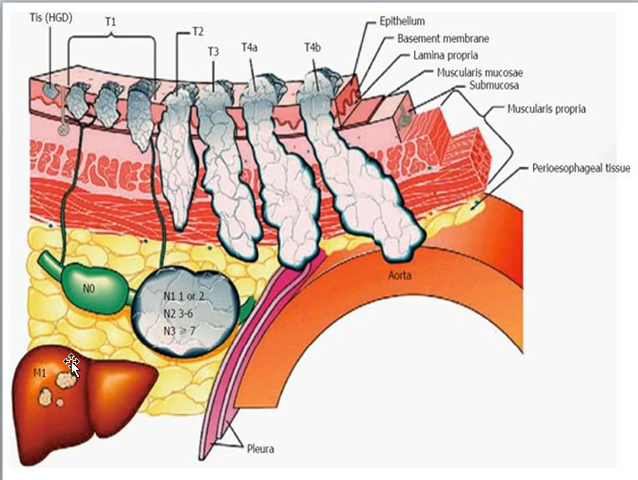 Tis (HGD)
T1
T2
T3
T4a
T4b
Epithelium
Basement membrane
Lamina propria
Muscularis mucosae
Submucosa
Muscularis propria
Perioesophageal tissue
Aorta
N0
N1 1 or 2
N2 3-6
N3 ≥ 7
M1
Pleura